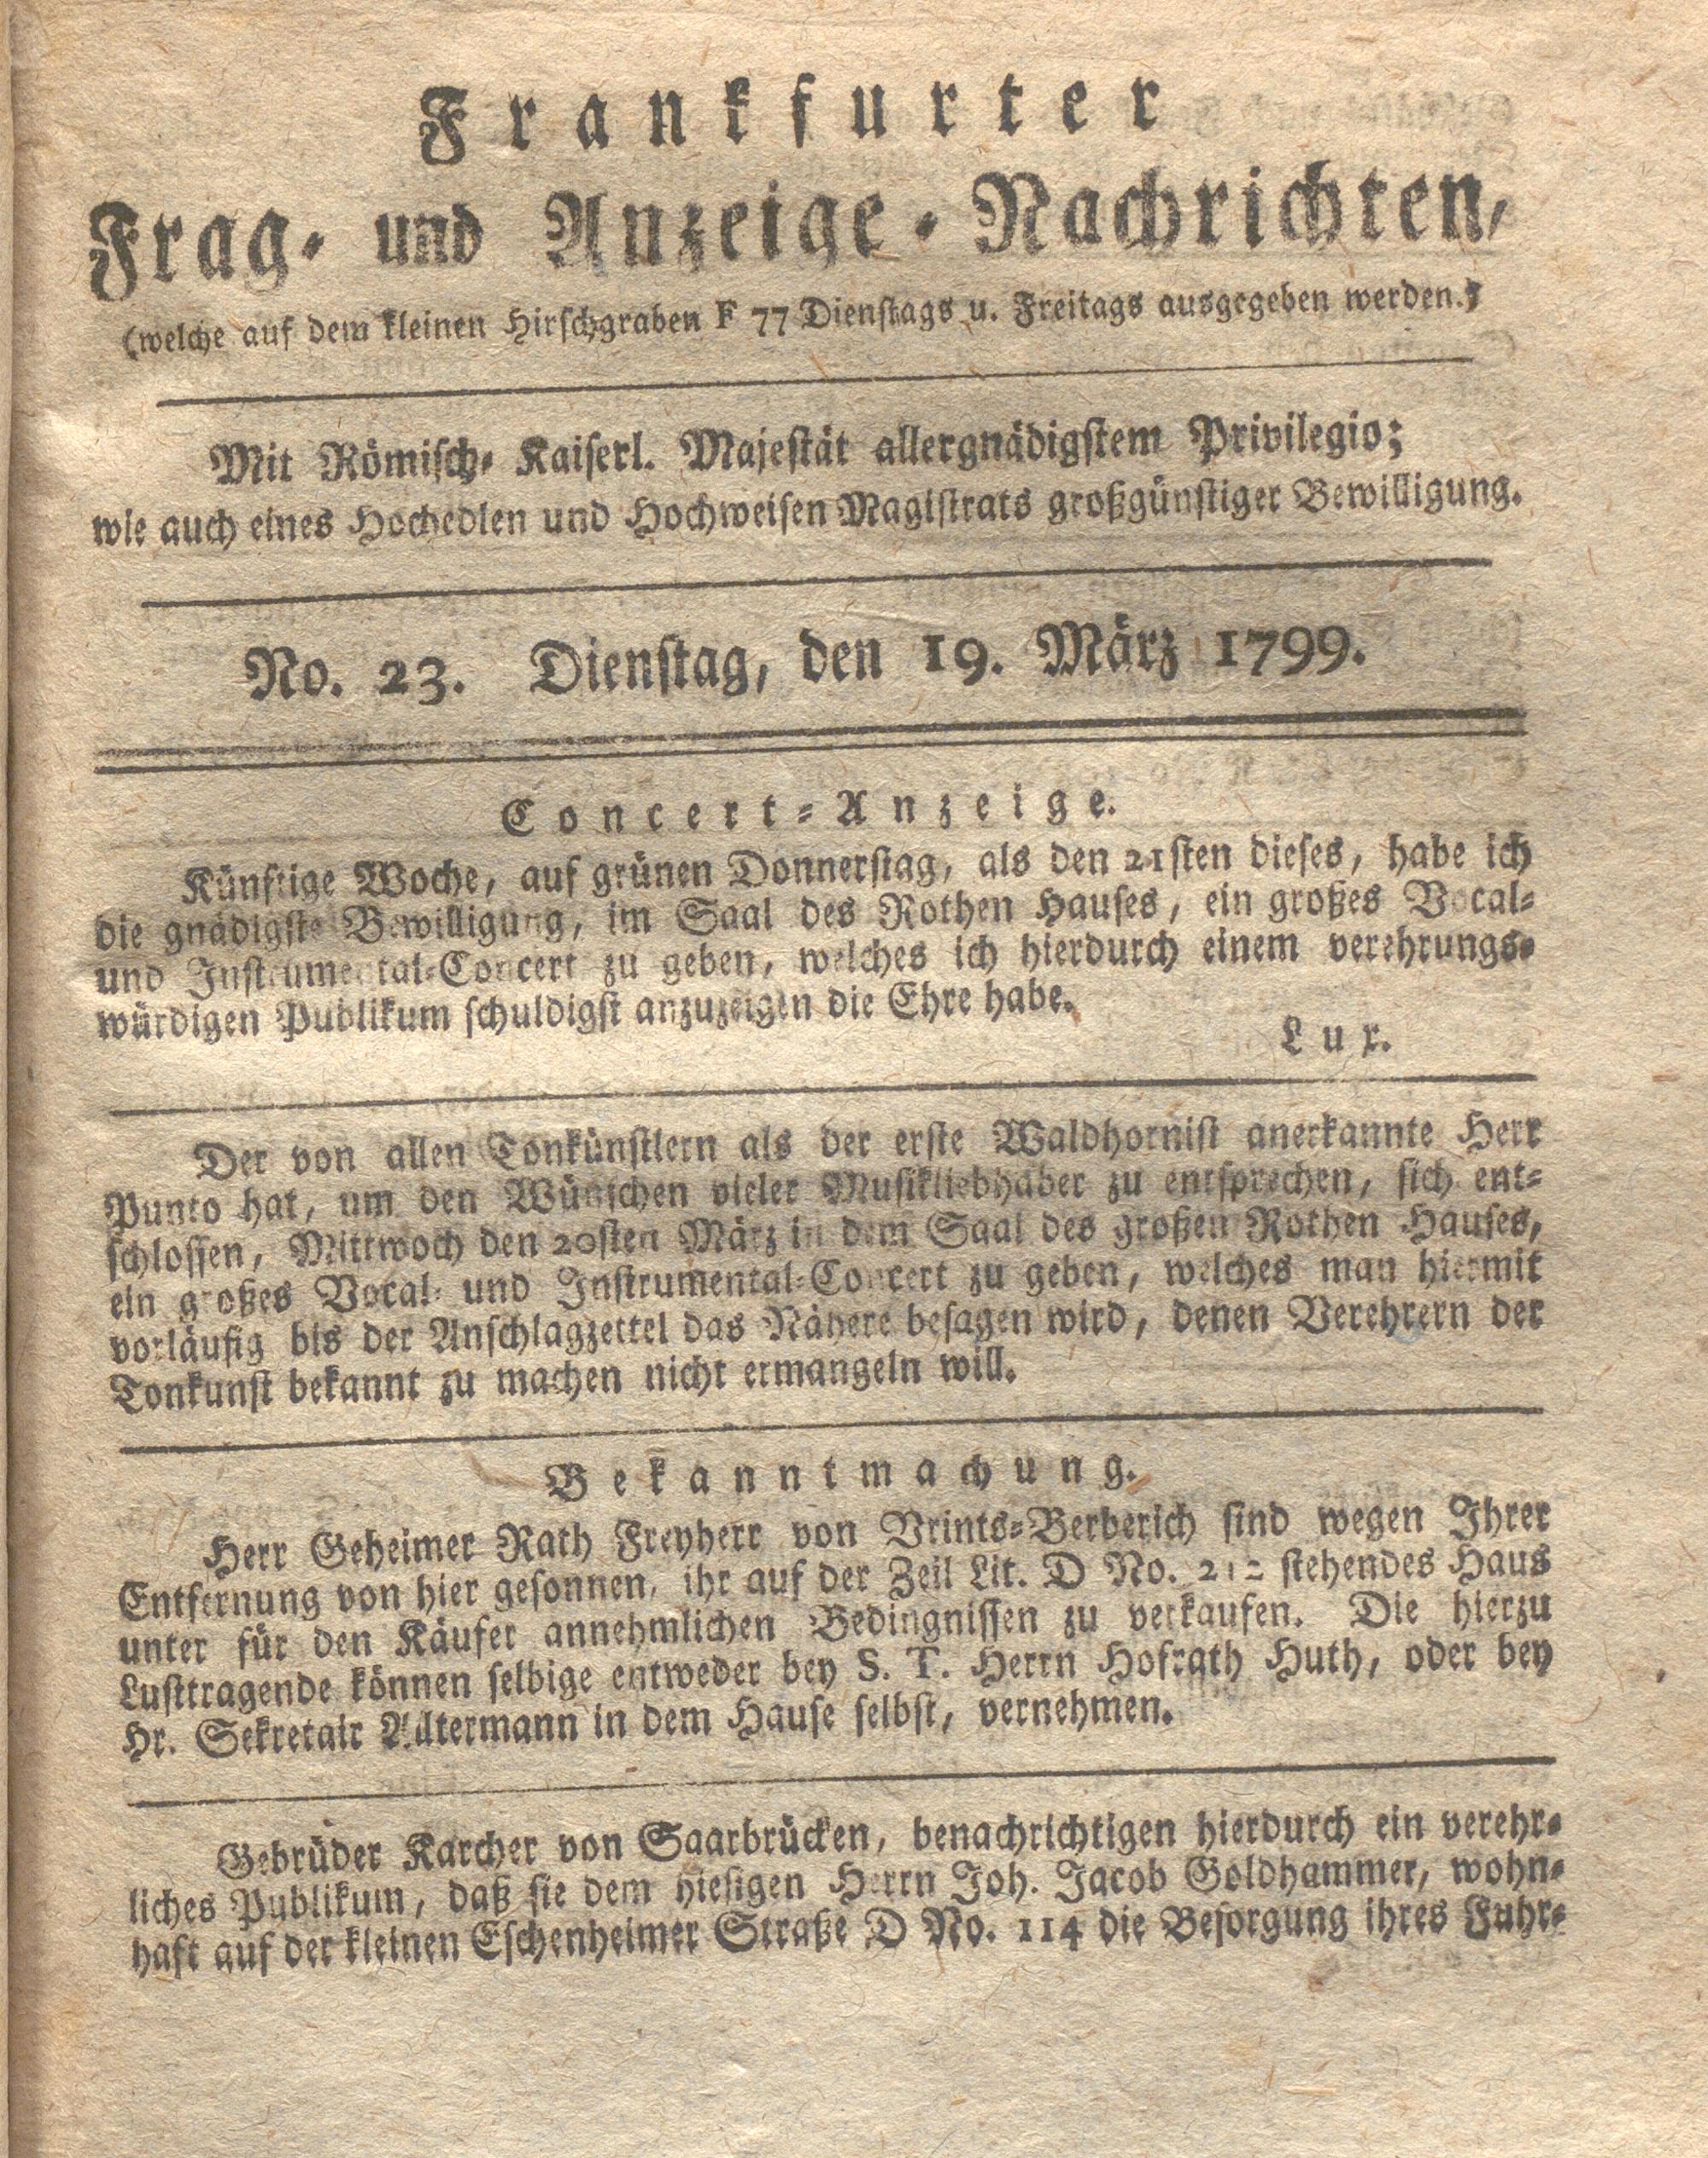 Frankfurter
Frag- und Anzeige-Nachrichten,
(welche auf dem kleinen Hirschgraben F 77 Dienstags u. Freitags ausgegeben werden.)
Mit Römisch-Kaiserl. Majestät allergnädigstem Privilegio;
wie auch eines Hochedlen und Hochweisen Magistrats großgünstiger Bewilligung.
No. 23. Dienstag, den 19. März 1799.
Concert-Anzeige.
Künftige Woche, auf grünen Donnerstag, als den 21sten dieses, habe ich
die gnädigste Bewilligung, im Saal des Rothen Hauses, ein großes Vocal-
und Instrumental-Concert zu geben, welches ich hierdurch einem verehrungs-
würdigen Publikum schuldigst anzuzeigen die Ehre habe.
Lux.
Der von allen Tonkünstlern als der erste Waldhornist anerkannte Herr
Punto hat, um den Wünschen vieler Musikliebhaber zu entsprechen, sich ent-
schlossen, Mittwoch den 20sten März in dem Saal des großen Rothen Hauses,
ein großes Vocal- und Instrumental-Concert zu geben, welches man hiermit
vorläufig bis der Anschlagzettel das Nähere besagen wird, denen Verehrern der
Tonkunst bekannt zu machen nicht ermangeln will.
Bekanntmachung.
Herr Geheimer Rath Freyherr von Vrints-Berberich sind wegen Ihrer
Entfernung von hier gesonnen, ihr auf der Zeil Lit. D No. stehendes Haus
unter für den Käufer annehmlichen Bedingnissen zu verkaufen. Die hierzu
Lusttragende können selbige entweder bey S. T. Herrn Hofrath Huth, oder bey
Hr. Sekretair in dem Hause selbst, vernehmen.
Gebrüder Karcher von Saarbrücken, benachrichtigen hierdurch ein verehr-
liches Publikum, daß sie dem hiesigen Herrn Joh. Jacob Goldhammer, wohn-
haft auf der kleinen Eschenheimer Straße D No. 114 die Besorgung ihres Fuhr-